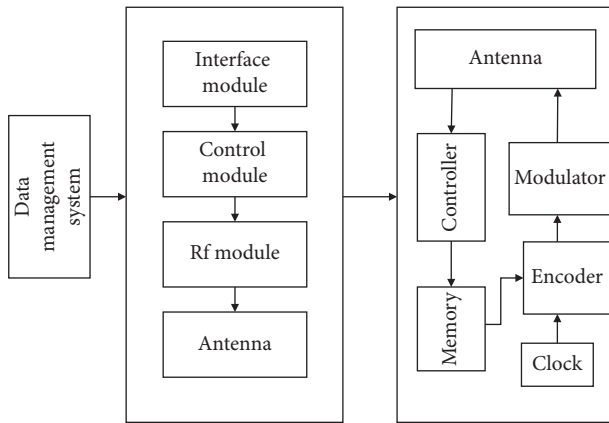 Data
management
system
Interface
module
Control
module
Rf module
Antenna
Antenna
Controller
Memory
Modulator
Encoder
Clock